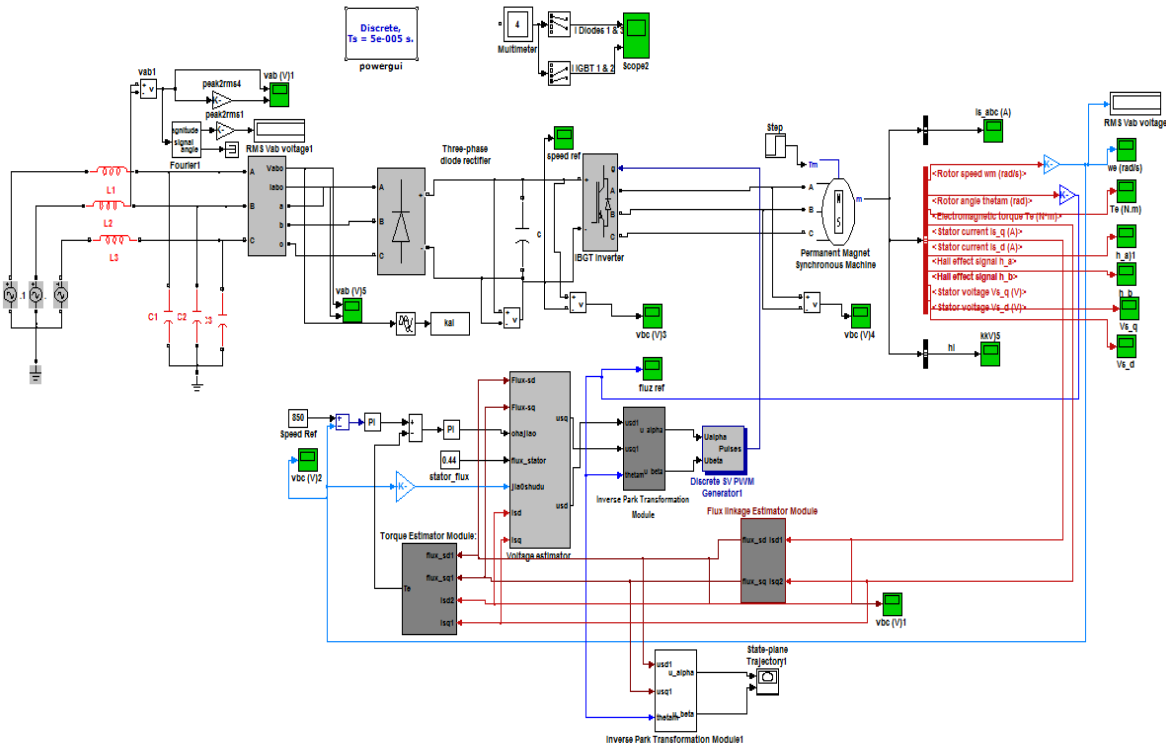 Discrete,
Ts = 5e-005 s.
powergui
4
Multimeter
I Diodes 1 & 3
I IGBT 1 & 2
Scope2
vab1
vab (V)1
peak2rms4
peak2rms1
K-
K-
signal
angle
Fourier1
RMS Vab voltage1
L1
L2
L3
A
B
C
Vabc
Iabc
a
b
c
C1
C2
Three-phase
diode rectifier
A
B
C
+
-
vab (V)5
kai
c
speed ref
IBGT Inverter
g
A
B
C
+
-
+
-
v
vbc (V)3
Step
Tm
A
B
C
m
N
S
Permanent Magnet
Synchronous Machine
+
-
v
vbc (V)4
is_abc (A)
RMS Vab voltage
K-
K-
we (rad/s)
<Rotor speed wm (rad/s)>
<Rotor angle thetam (rad)>
<Electromagnetic torque Te (N*m)>
<Stator current is_q (A)>
<Stator current is_d (A)>
<Hall effect signal h_a>
<Hall effect signal h_b>
<Stator voltage Vs_q (V)>
<Stator voltage Vs_d (V)>
Te (N.m)
h_a)1
h_b
Vs_q
Vs_d
hi
kkV)5
fluz ref
850
Speed Ref
PI
PI
0.44
stator_flux
vbc (V)2
K-
Flux-sd
Flux-sq
ohajiao
flux_stator
jiaoshudu
isd
isq
usq
usd
Voltage estimator
usd1
usq1
thetam
u_alpha
u_beta
Inverse Park Transformation
Module
Ualpha
Ubeta
Pulses
Discrete SV PWM
Generator1
Flux linkage Estimator Module
flux_sd
isd1
flux_sq
isq2
Torque Estimator Module:
flux_sd1
flux_sq1
isd2
isq1
Te
vbc (V)1
usd1
usq1
thetam
u_alpha
u_beta
Inverse Park Transformation Module1
State-plane
Trajectory1